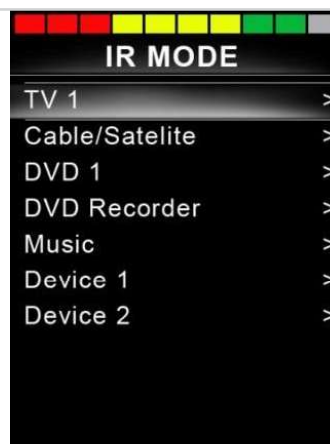 IR MODE
TV 1 >
Cable/Satelite >
DVD 1 >
DVD Recorder >
Music >
Device 1 >
Device 2 >